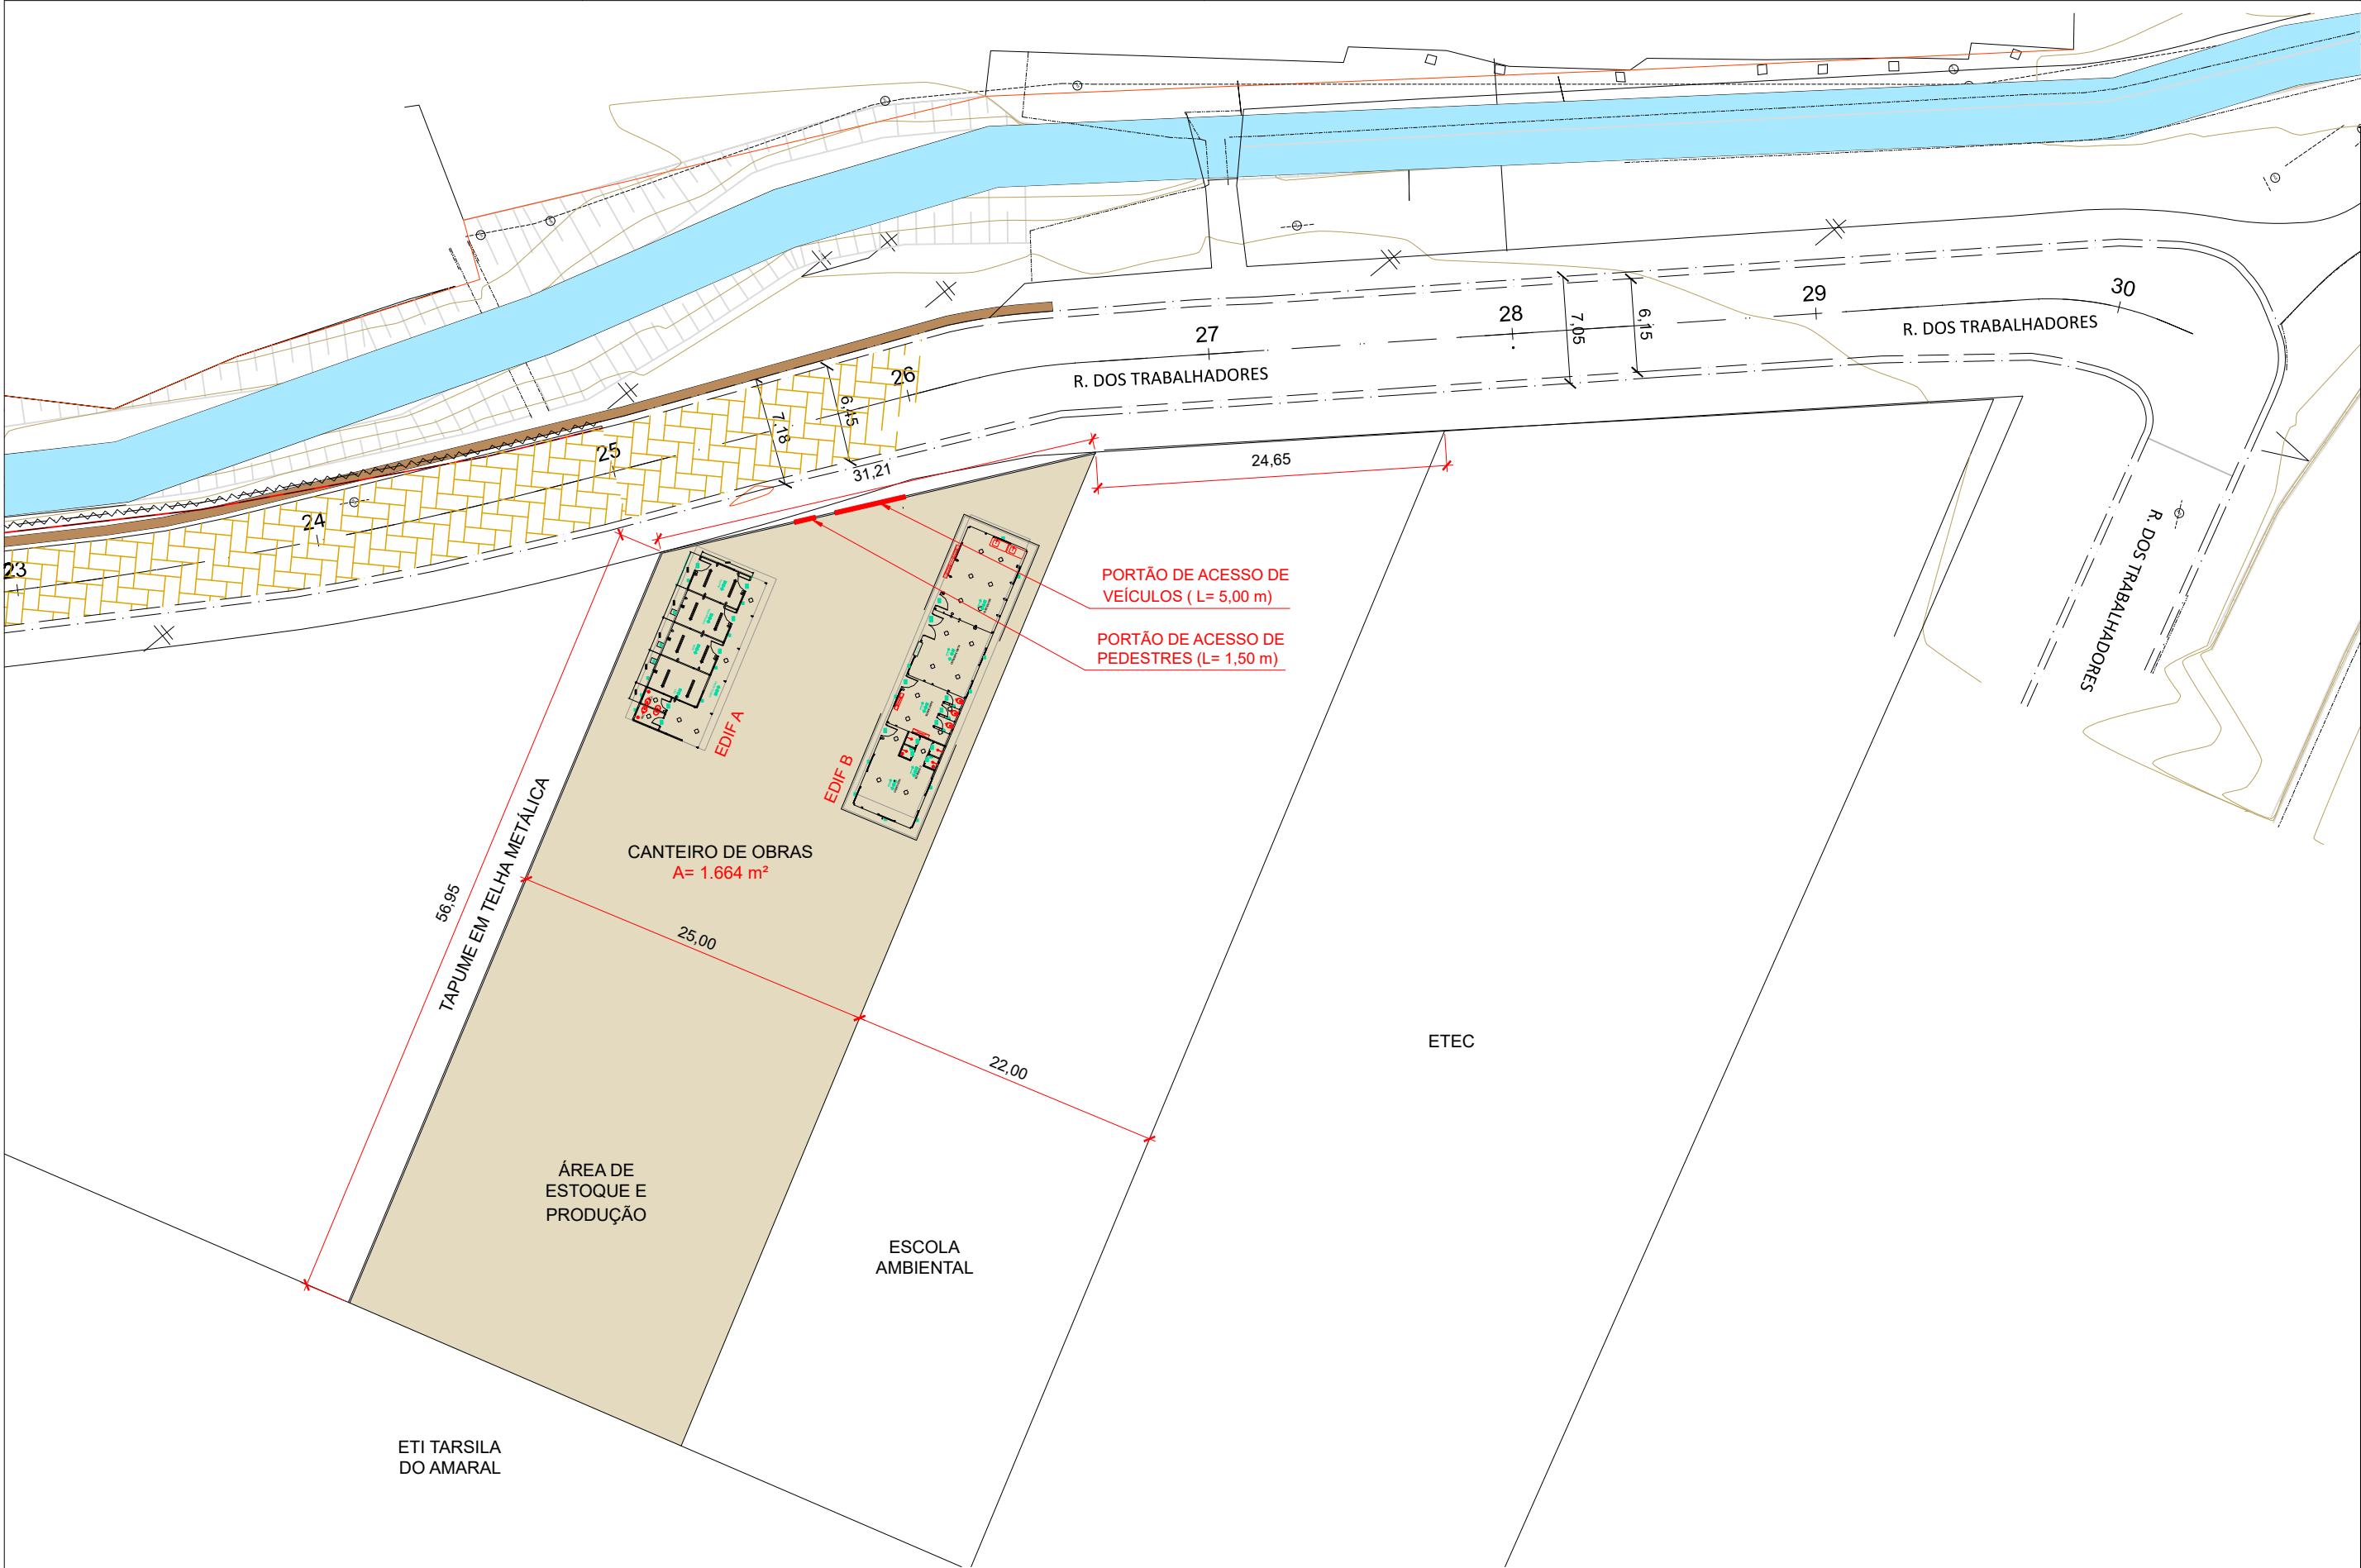 30
29
28
27
26
25
24
23
R. DOS TRABALHADORES
R. DOS TRABALHADORES
R. DOS TRABALHADORES
7,05
6,15
7,18
6,45
31,21
24,65
PORTÃO DE ACESSO DE
VEÍCULOS ( L= 5,00 m)
PORTÃO DE ACESSO DE
PEDESTRES (L= 1,50 m)
EDIF A
EDIF B
TAPUME EM TELHA METÁLICA
56,95
CANTEIRO DE OBRAS
A= 1.664 m²
25,00
22,00
ETEC
ÁREA DE
ESTOQUE E
PRODUÇÃO
ESCOLA
AMBIENTAL
ETI TARSILA
DO AMARAL